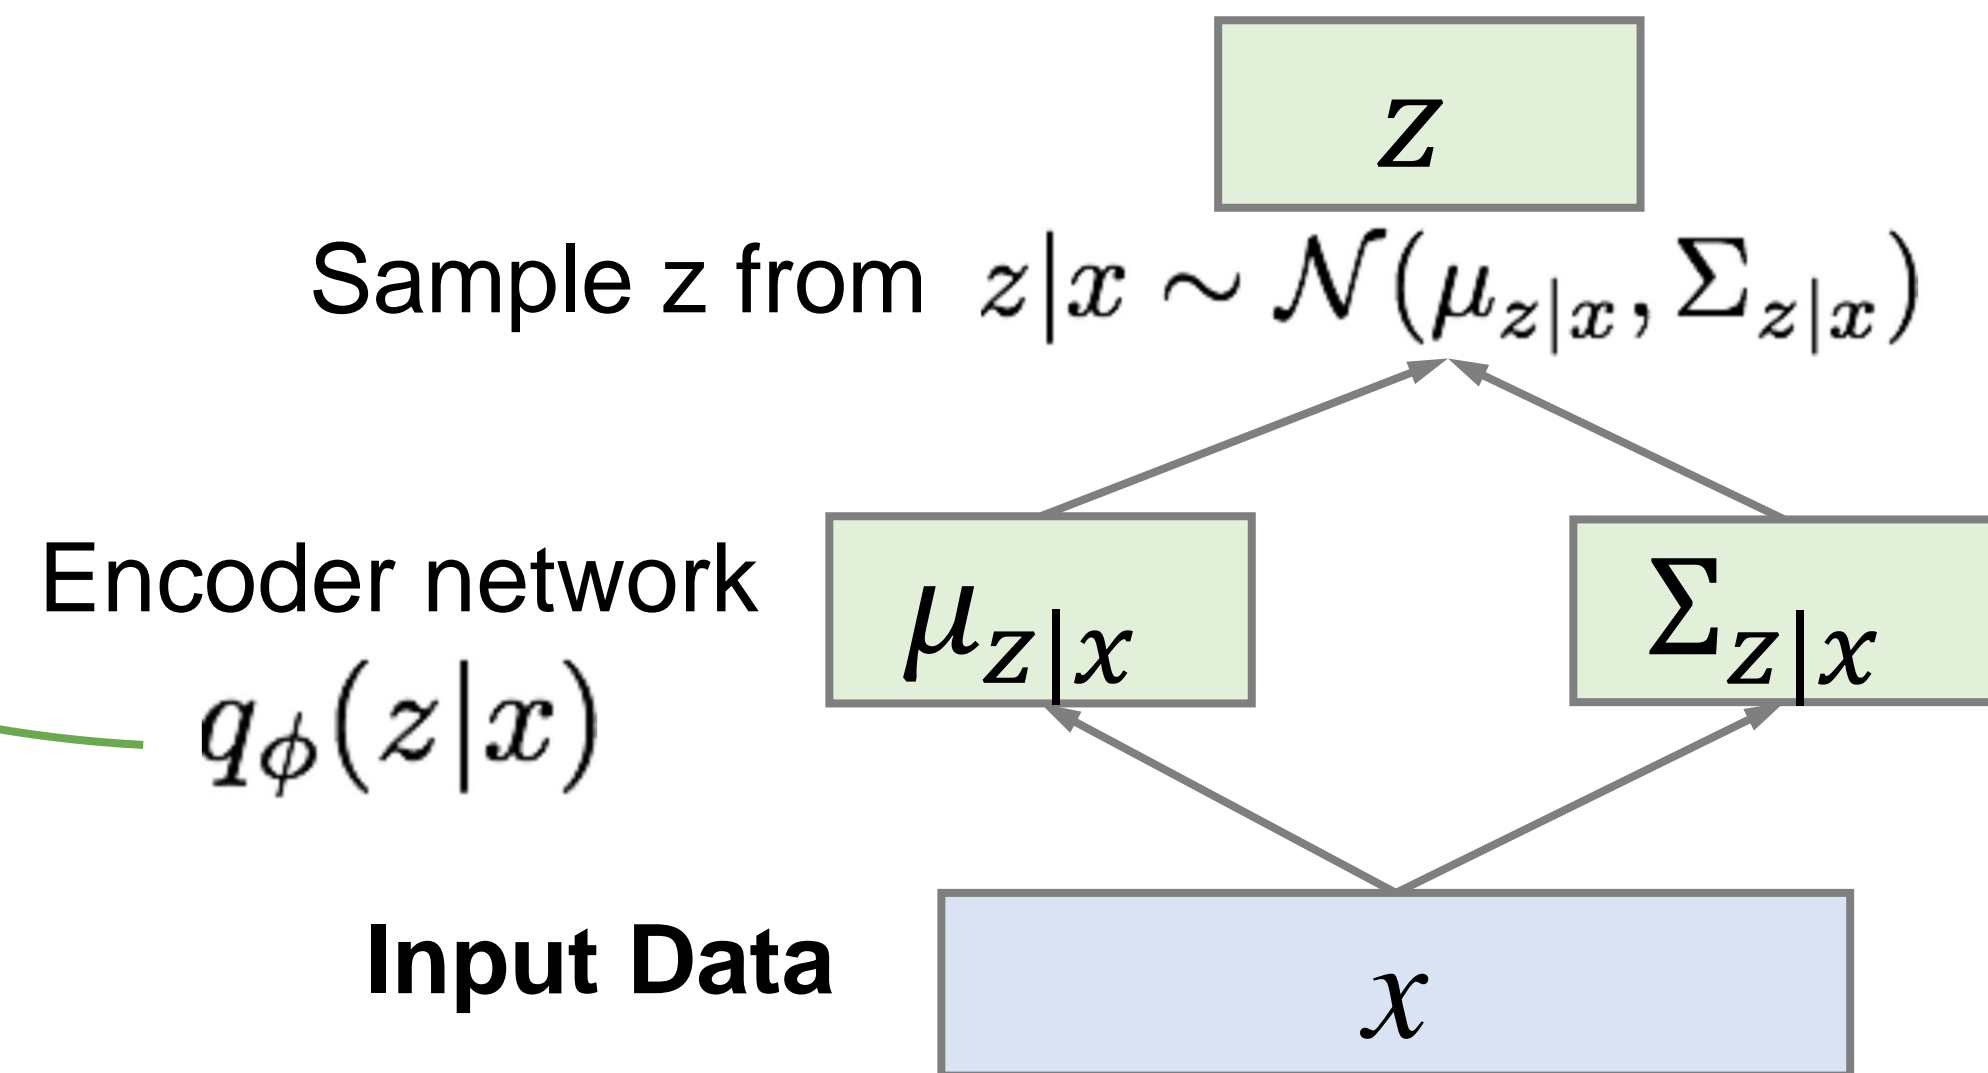 z
Sample z from z|x ∼ 𝒩(μ_{z|x}, Σ_{z|x})
Encoder network
μ_{z|x}
Σ_{z|x}
q_ϕ(z|x)
Input Data
x